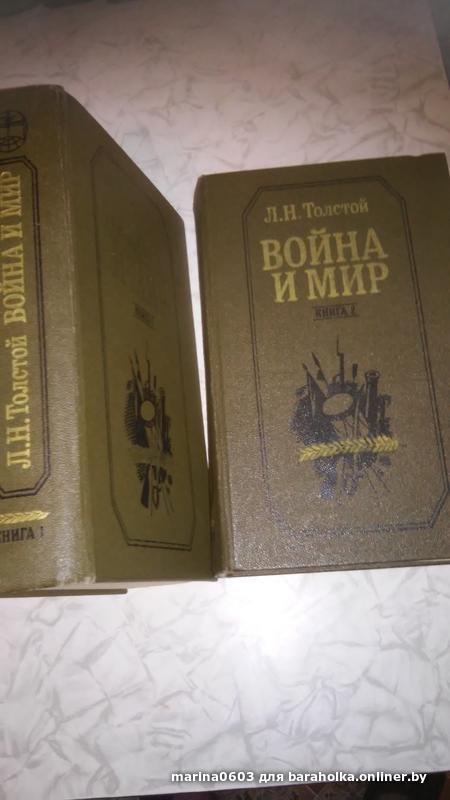 Л.Н.Толстой ВОЙНА И МИР
КНИГА 1
Л.Н.Толстой
ВОЙНА
И МИР
КНИГА 2
marina0603 для baraholka.onliner.by